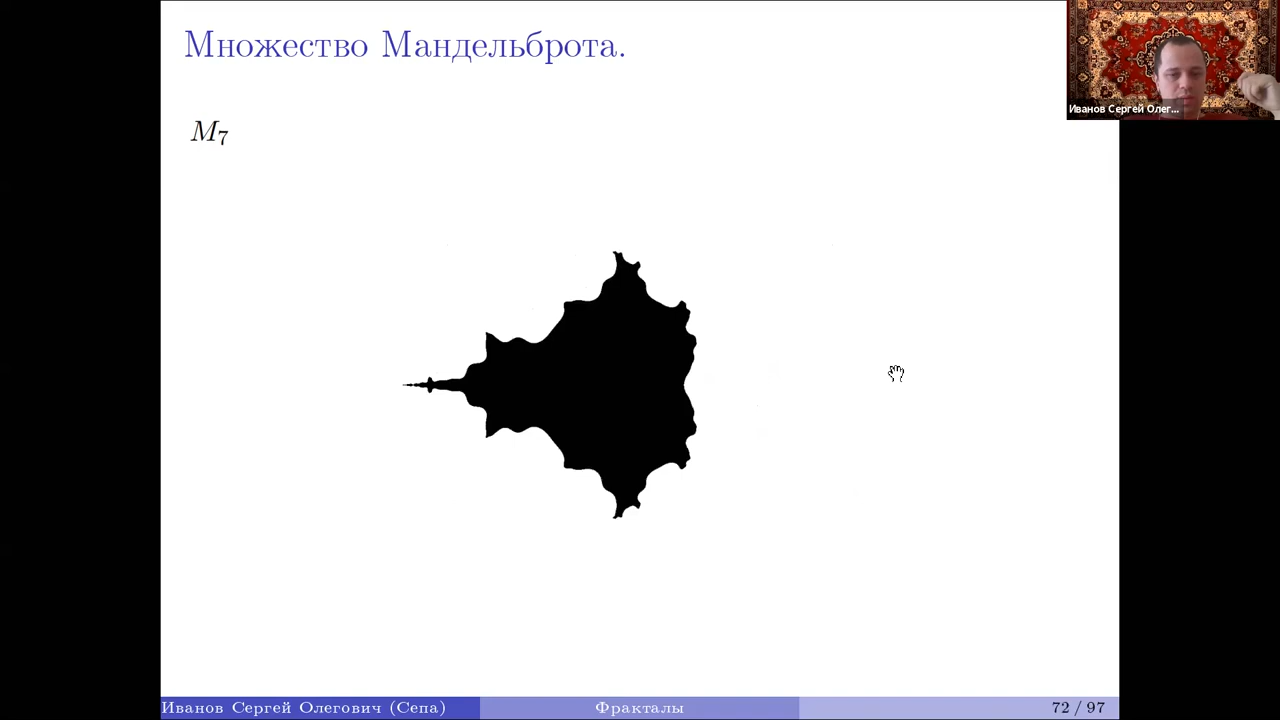 Множество Мандельброта.
Иванов Сергей Олег...
M₇
Иванов Сергей Олегович (Сепа) Фракталы 72 / 97